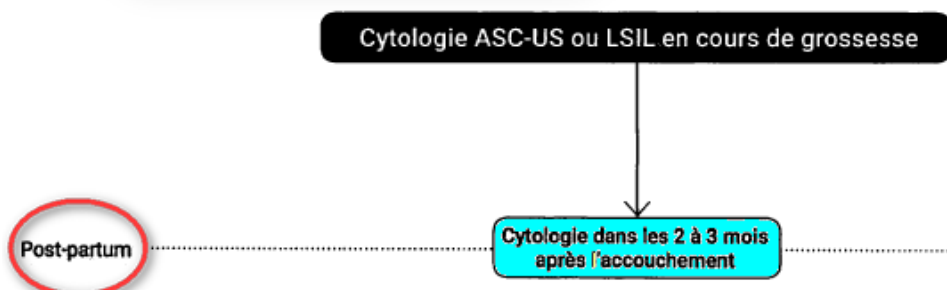 Cytologie ASC-US ou LSIL en cours de grossesse
Post-partum
Cytologie dans les 2 à 3 mois
après l'accouchement